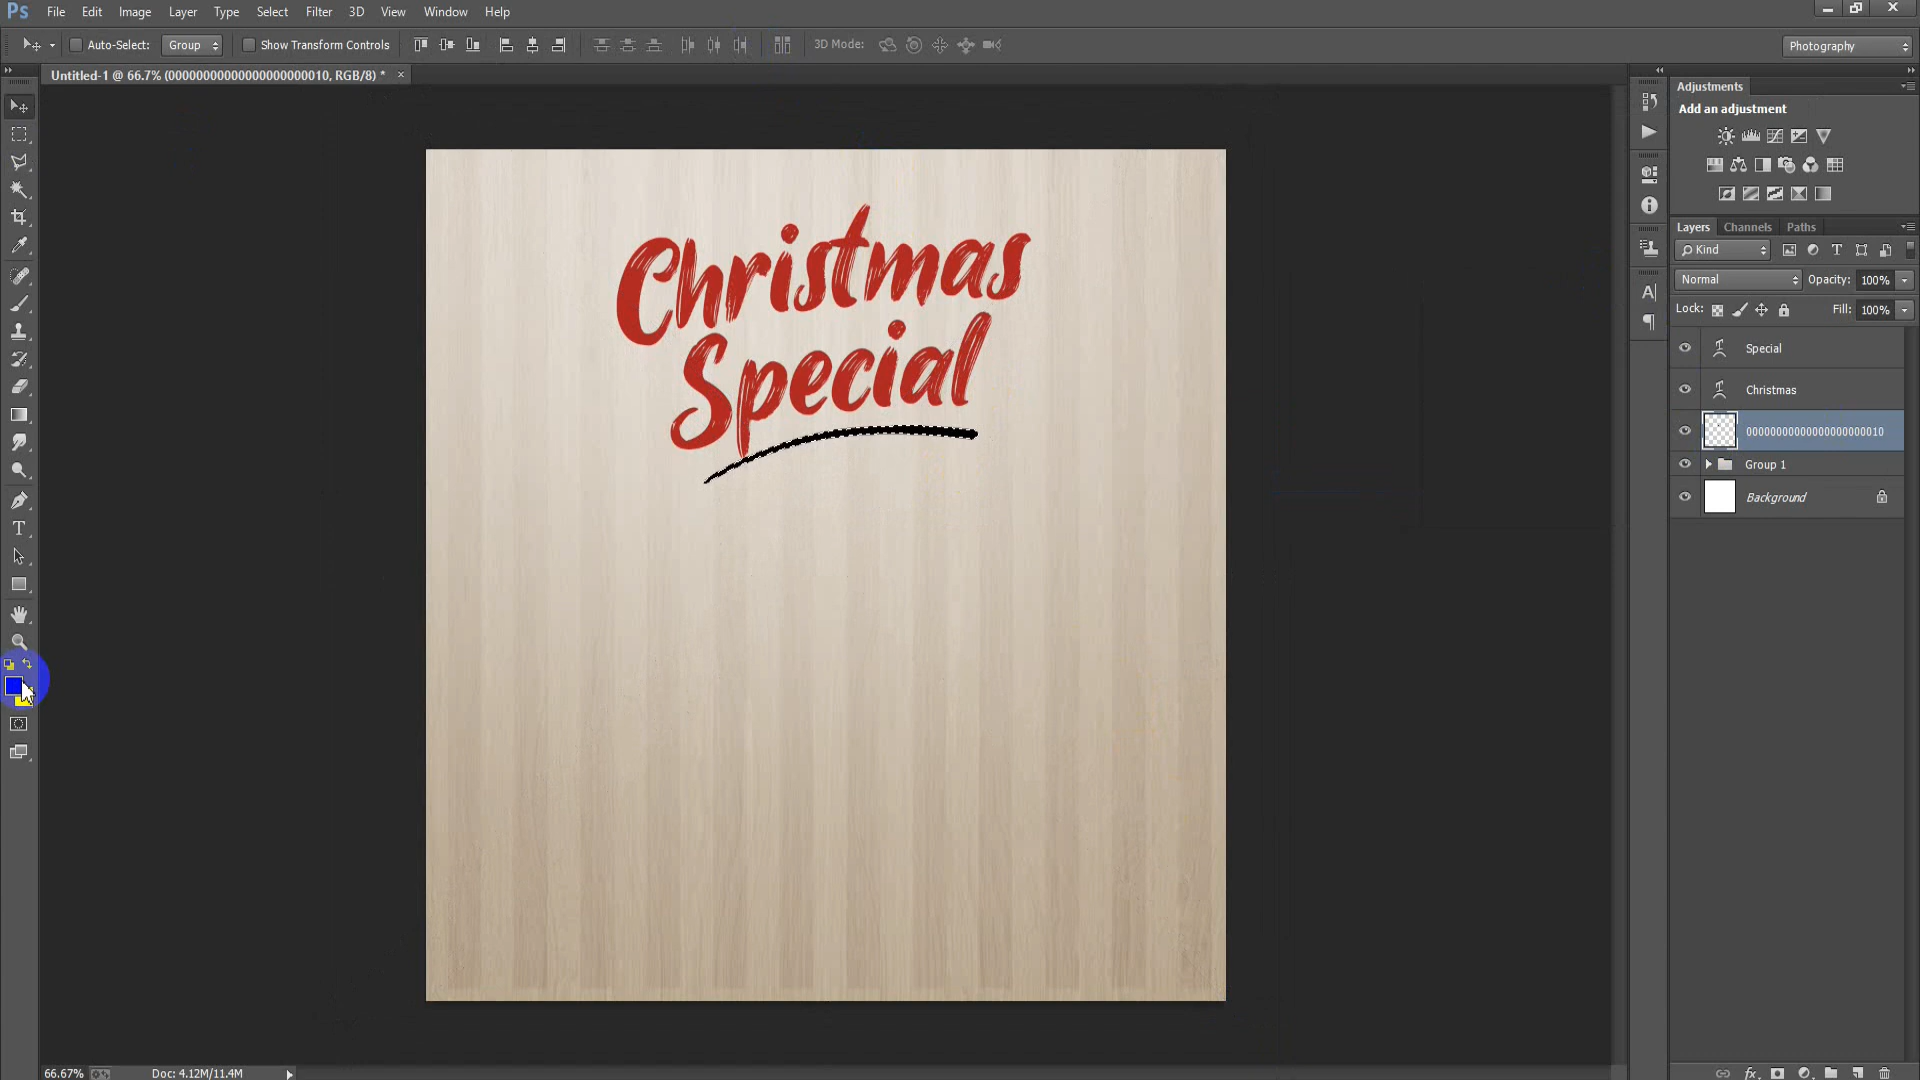 Ps File Edit Image Layer Type Select Filter 3D View Window Help
Auto-Select: Group Show Transform Controls 3D Mode: Photography
Untitled-1 @ 66.7% (00000000000000000000010, RGB/8) * ×
Adjustments
Add an adjustment
Layers Channels Paths
Kind
Normal Opacity: 100%
Lock: Fill: 100%
Special
Christmas
00000000000000000000010
Group 1
Background
Christmas
Special
66.67% Doc: 4.12M/11.4M